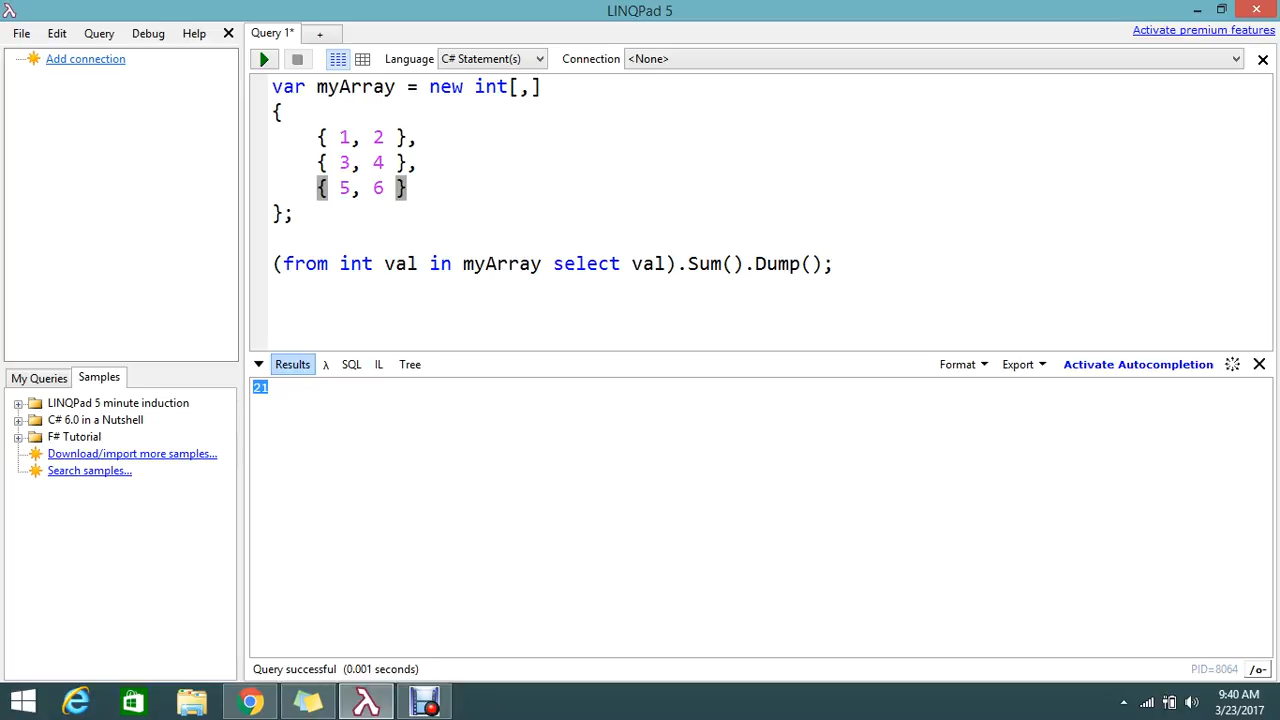 LINQPad 5
File Edit Query Debug Help
Query 1* +
Activate premium features
Add connection
Language C# Statement(s) Connection <None>
var myArray = new int[,]
{
    { 1, 2 },
    { 3, 4 },
    { 5, 6 }
};
(from int val in myArray select val).Sum().Dump();
Results λ SQL IL Tree Format Export Activate Autocompletion
21
My Queries Samples
LINQPad 5 minute induction
C# 6.0 in a Nutshell
F# Tutorial
Download/import more samples...
Search samples...
Query successful (0.001 seconds) PID=8064 /o-
9:40 AM
3/23/2017